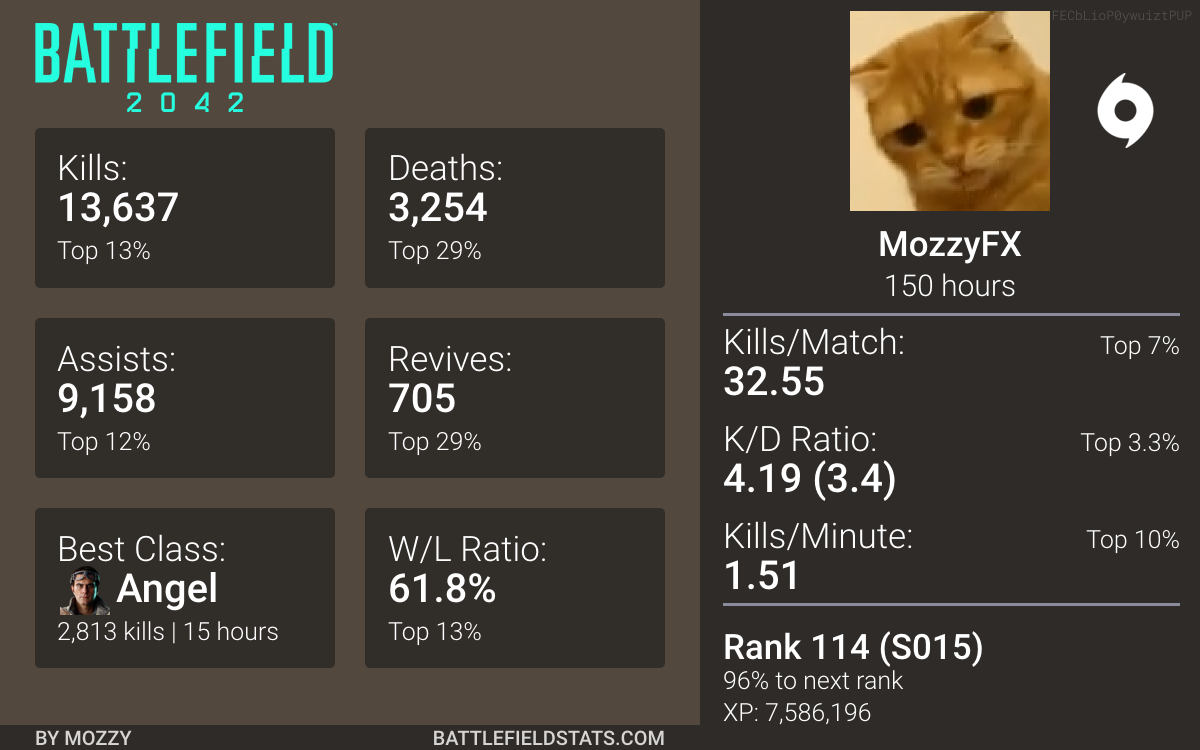 BATTLEFIELD™
2042
Kills:
13,637
Top 13%
Deaths:
3,254
Top 29%
Assists:
9,158
Top 12%
Revives:
705
Top 29%
Best Class:
Angel
2,813 kills | 15 hours
W/L Ratio:
61.8%
Top 13%
BY MOZZY
BATTLEFIELDSTATS.COM
FECbLioP0ywuiztPUP
MozzyFX
150 hours
Kills/Match:
Top 7%
32.55
K/D Ratio:
Top 3.3%
4.19 (3.4)
Kills/Minute:
Top 10%
1.51
Rank 114 (S015)
96% to next rank
XP: 7,586,196